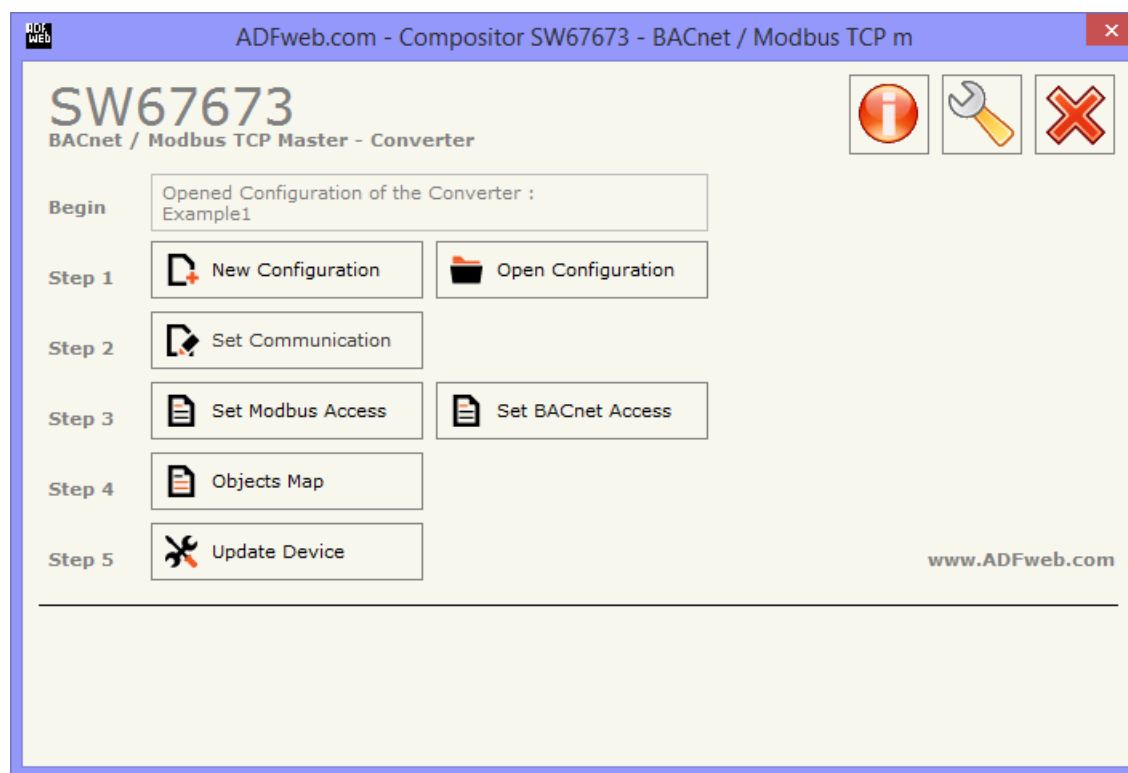 ADF
WEB
ADFweb.com - Compositor SW67673 - BACnet / Modbus TCP m
SW67673
BACnet / Modbus TCP Master - Converter
Begin
Opened Configuration of the Converter :
Example1
Step 1
New Configuration
Open Configuration
Step 2
Set Communication
Step 3
Set Modbus Access
Set BACnet Access
Step 4
Objects Map
Step 5
Update Device
www.ADFweb.com